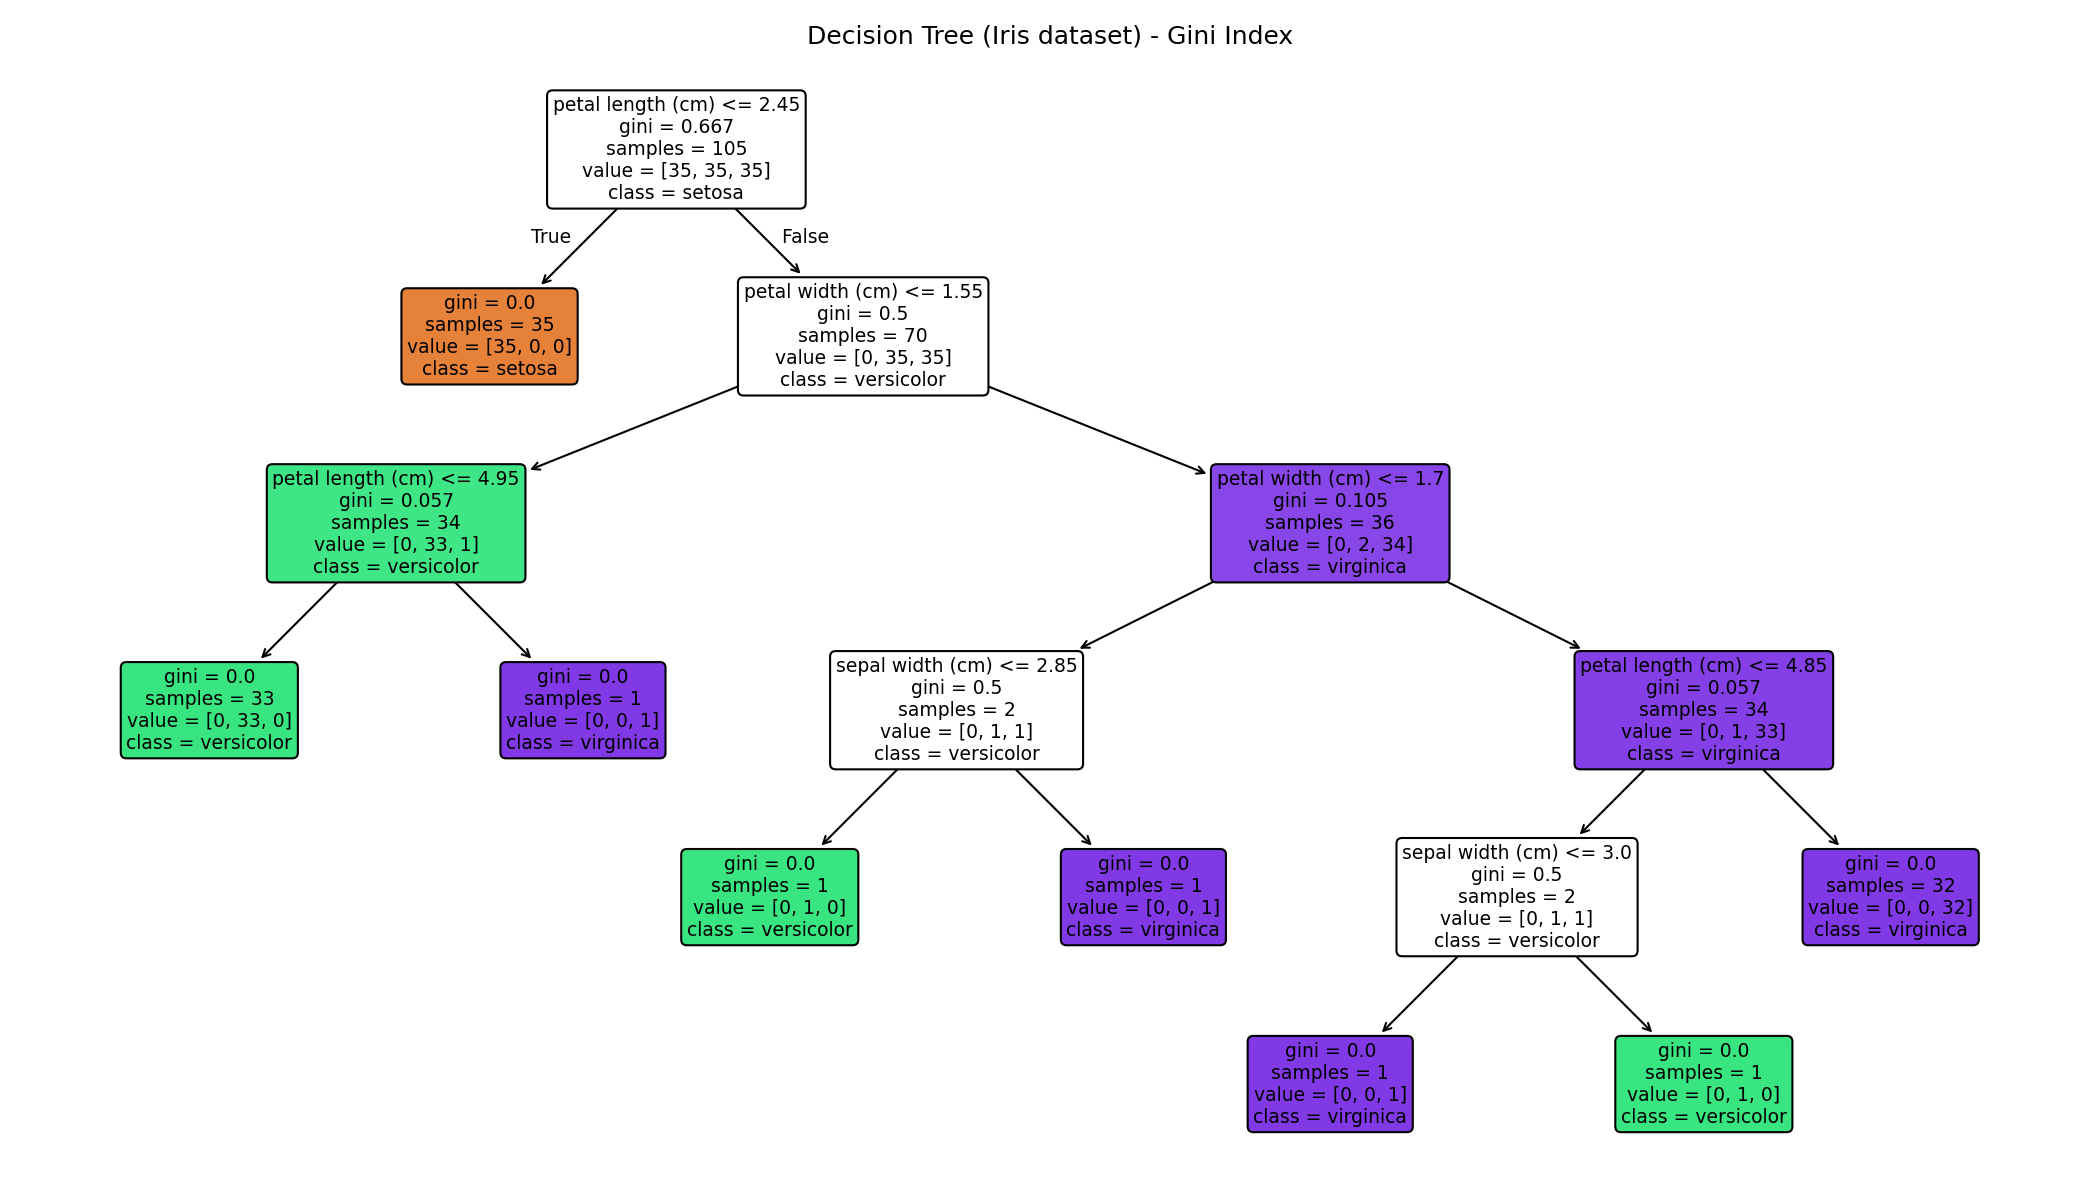 Decision Tree (Iris dataset) - Gini Index
petal length (cm) <= 2.45
gini = 0.667
samples = 105
value = [35, 35, 35]
class = setosa
True
False
gini = 0.0
samples = 35
value = [35, 0, 0]
class = setosa
petal width (cm) <= 1.55
gini = 0.5
samples = 70
value = [0, 35, 35]
class = versicolor
petal length (cm) <= 4.95
gini = 0.057
samples = 34
value = [0, 33, 1]
class = versicolor
petal width (cm) <= 1.7
gini = 0.105
samples = 36
value = [0, 2, 34]
class = virginica
gini = 0.0
samples = 33
value = [0, 33, 0]
class = versicolor
gini = 0.0
samples = 1
value = [0, 0, 1]
class = virginica
sepal width (cm) <= 2.85
gini = 0.5
samples = 2
value = [0, 1, 1]
class = versicolor
petal length (cm) <= 4.85
gini = 0.057
samples = 34
value = [0, 1, 33]
class = virginica
gini = 0.0
samples = 1
value = [0, 1, 0]
class = versicolor
gini = 0.0
samples = 1
value = [0, 0, 1]
class = virginica
sepal width (cm) <= 3.0
gini = 0.5
samples = 2
value = [0, 1, 1]
class = versicolor
gini = 0.0
samples = 32
value = [0, 0, 32]
class = virginica
gini = 0.0
samples = 1
value = [0, 0, 1]
class = virginica
gini = 0.0
samples = 1
value = [0, 1, 0]
class = versicolor